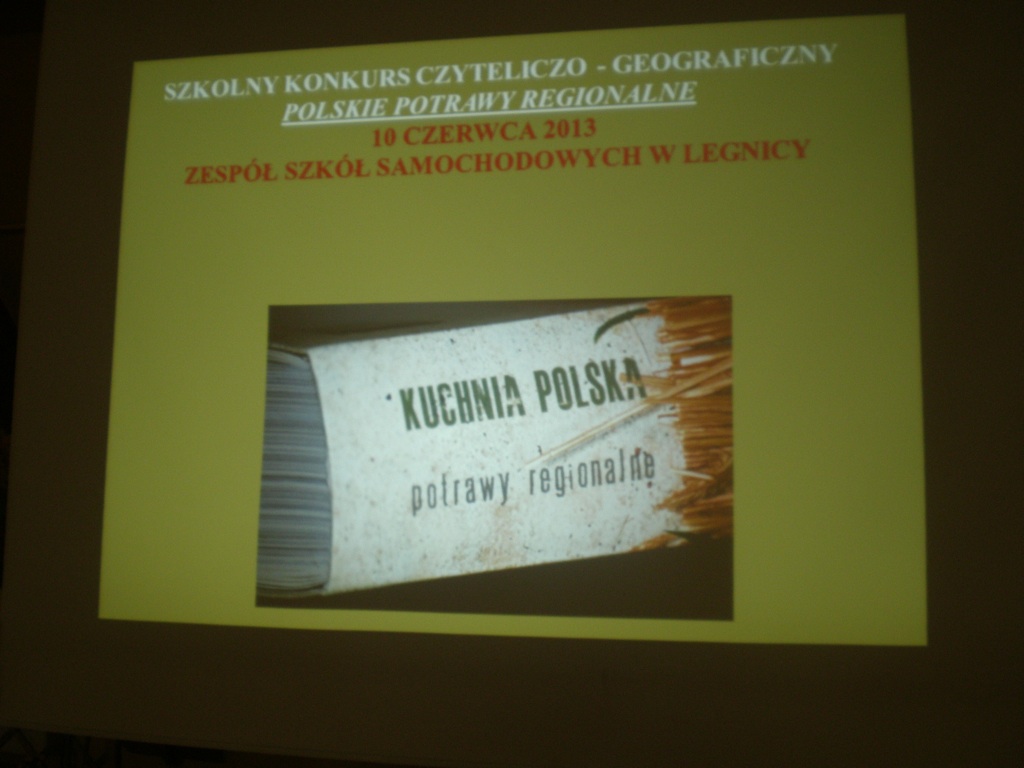 SZKOLNY KONKURS CZYTELICZO - GEOGRAFICZNY
POLSKIE POTRAWY REGIONALNE
10 CZERWCA 2013
ZESPÓŁ SZKÓŁ SAMOCHODOWYCH W LEGNICY
KUCHNIA POLSKA
potrawy regionalne